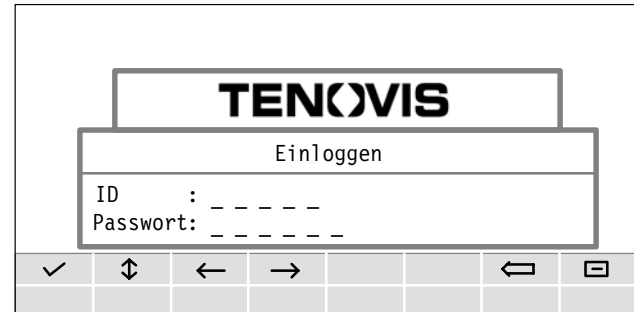 TENOVIS
Einloggen
ID : _ _ _ _ _
Passwort: _ _ _ _ _ _